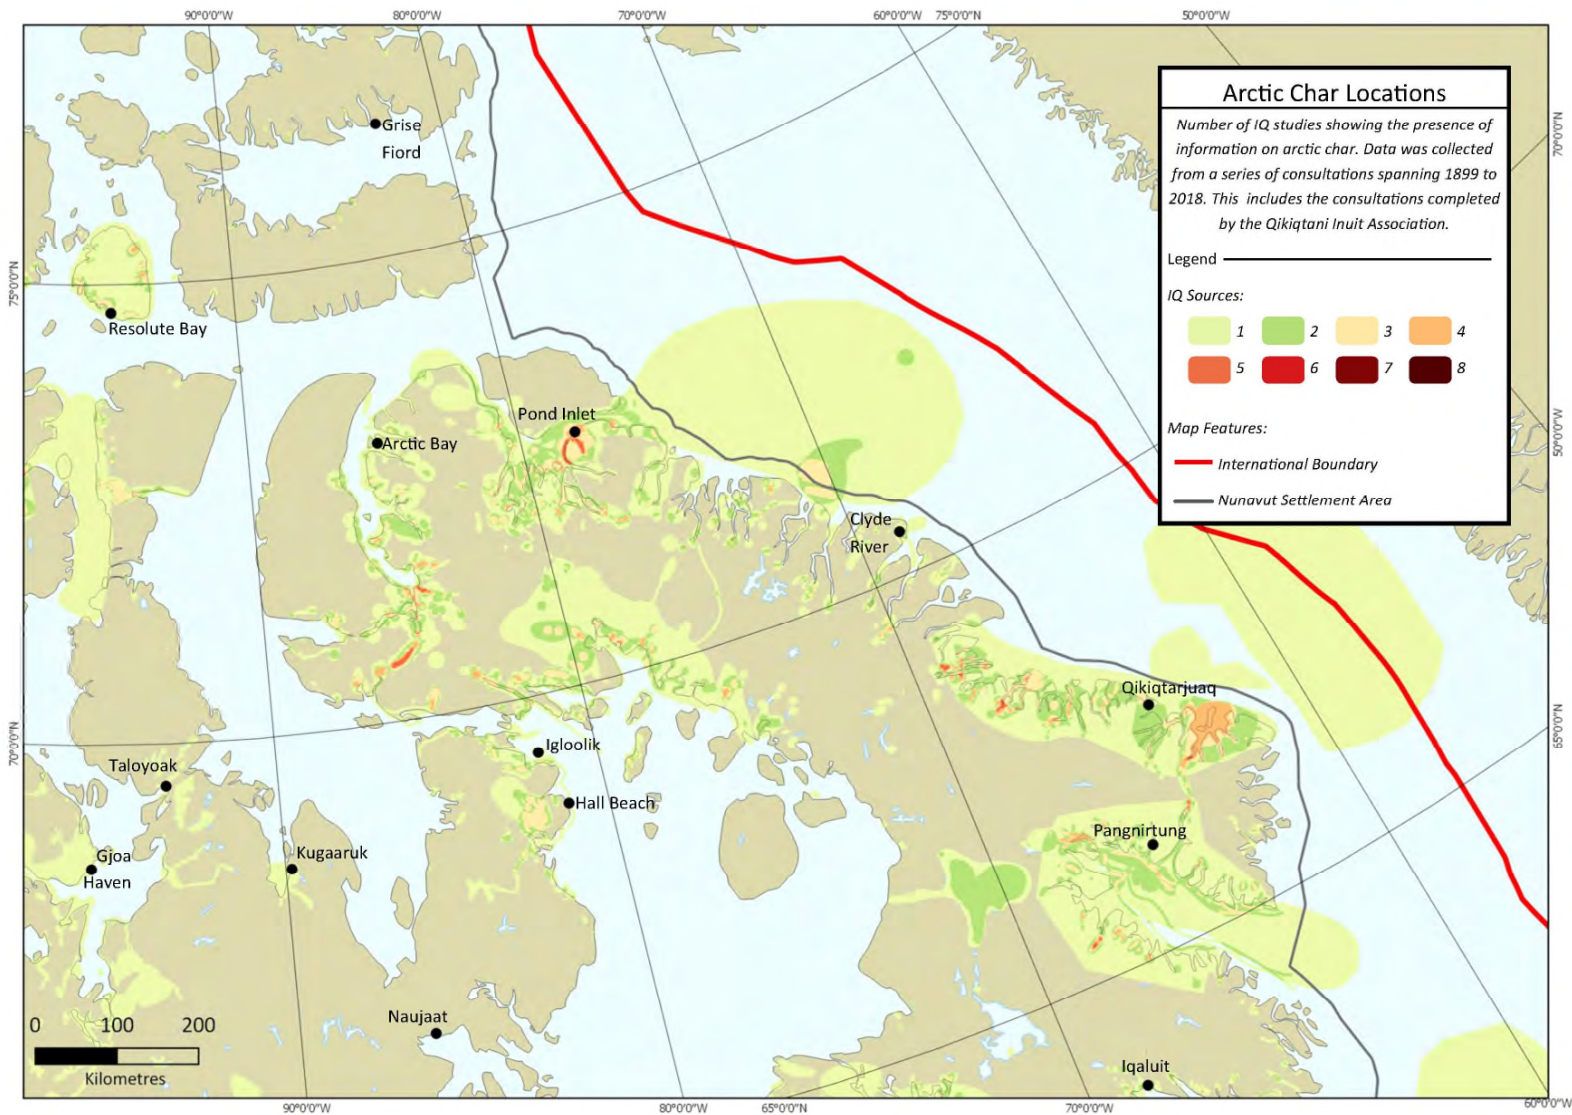 90°0'0"W
80°0'0"W
70°0'0"W
60°0'0"W
75°0'0"N
50°0'0"W
Arctic Char Locations
Number of IQ studies showing the presence of
information on arctic char. Data was collected
from a series of consultations spanning 1899 to
2018. This includes the consultations completed
by the Qikiqtani Inuit Association.
Legend
IQ Sources:
1
2
3
4
5
6
7
8
Map Features:
International Boundary
Nunavut Settlement Area
70°0'0"N
50°0'0"W
65°0'0"N
75°0'0"N
70°0'0"N
Grise
Fiord
Resolute Bay
Pond Inlet
Arctic Bay
Clyde
River
Qikiqtarjuaq
Igloolik
Taloyoak
Hall Beach
Pangnirtung
Gjoa
Haven
Kugaaruk
Naujaat
Iqaluit
0 100 200
Kilometres
90°0'0"W
80°0'0"W
65°0'0"N
70°0'0"W
60°0'0"W